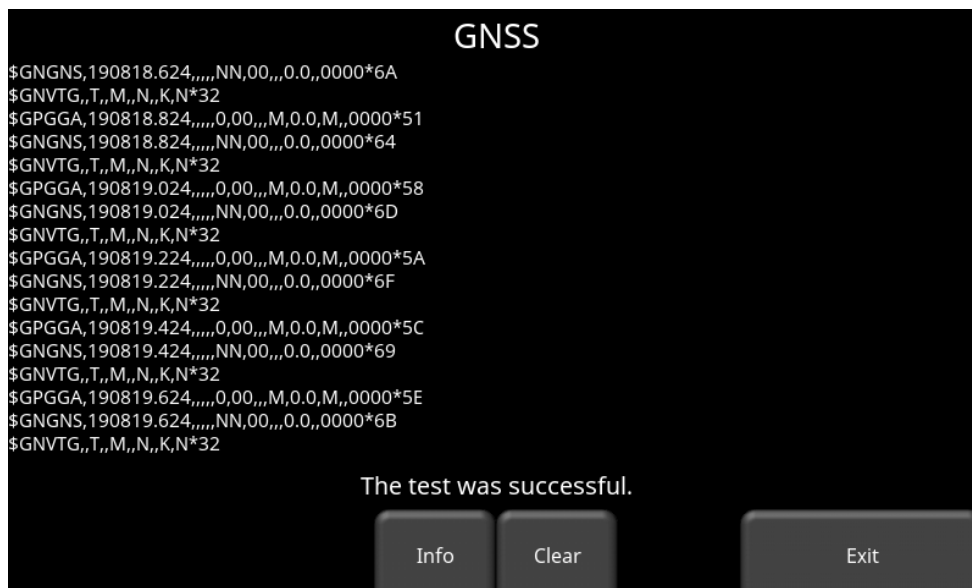 GNSS
$GNGNS,190818.624,,,,,NN,00,,,0.0,,0000*6A
$GNVTG,,T,,M,,N,,K,N*32
$GPGGA,190818.824,,,,,0,00,,,M,0.0,M,,0000*51
$GNGNS,190818.824,,,,,NN,00,,,0.0,,0000*64
$GNVTG,,T,,M,,N,,K,N*32
$GPGGA,190819.024,,,,,0,00,,,M,0.0,M,,0000*58
$GNGNS,190819.024,,,,,NN,00,,,0.0,,0000*6D
$GNVTG,,T,,M,,N,,K,N*32
$GPGGA,190819.224,,,,,0,00,,,M,0.0,M,,0000*5A
$GNGNS,190819.224,,,,,NN,00,,,0.0,,0000*6F
$GNVTG,,T,,M,,N,,K,N*32
$GPGGA,190819.424,,,,,0,00,,,M,0.0,M,,0000*5C
$GNGNS,190819.424,,,,,NN,00,,,0.0,,0000*69
$GNVTG,,T,,M,,N,,K,N*32
$GPGGA,190819.624,,,,,0,00,,,M,0.0,M,,0000*5E
$GNGNS,190819.624,,,,,NN,00,,,0.0,,0000*6B
$GNVTG,,T,,M,,N,,K,N*32
The test was successful.
Info Clear Exit